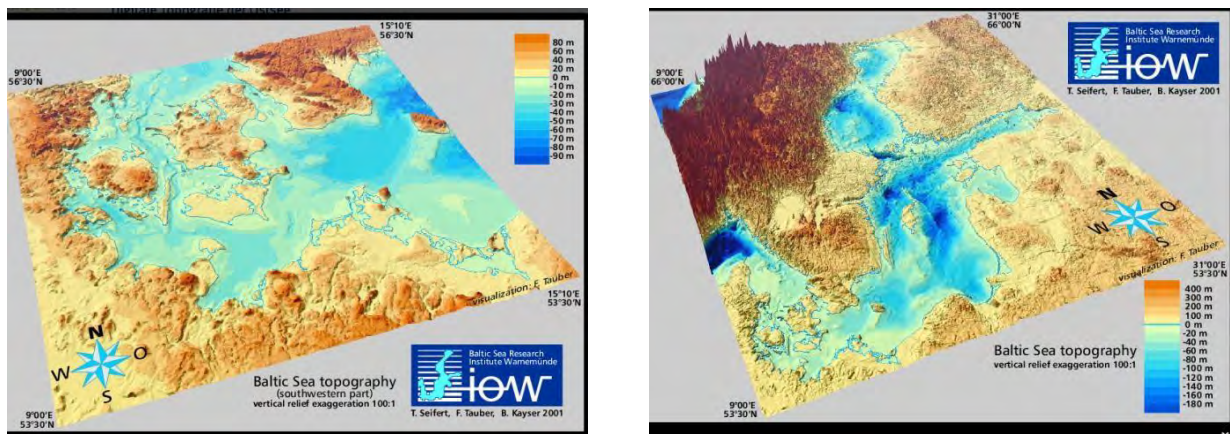 15°10'E
56°30'N
9°00'E
56°30'N
80 m
60 m
40 m
20 m
0 m
-10 m
-20 m
-30 m
-40 m
-50 m
-60 m
-70 m
-80 m
-90 m
visualization: F. Tauber
15°10'E
53°30'N
N
O
W
S
9°00'E
53°30'N
Baltic Sea topography
(southwestern part)
vertical relief exaggeration 100:1
Baltic Sea Research
Institute Warnemünde
iow
T. Seifert, F. Tauber, B. Kayser 2001
31°00'E
66°00'N
Baltic Sea Research
Institute Warnemünde
iow
T. Seifert, F. Tauber, B. Kayser 2001
9°00'E
66°00'N
N
O
W
S
visualization: F. Tauber
31°00'E
53°30'N
400 m
300 m
200 m
100 m
0 m
-20 m
-40 m
-60 m
-80 m
-100 m
-120 m
-140 m
-160 m
-180 m
Baltic Sea topography
vertical relief exaggeration 100:1
9°00'E
53°30'N